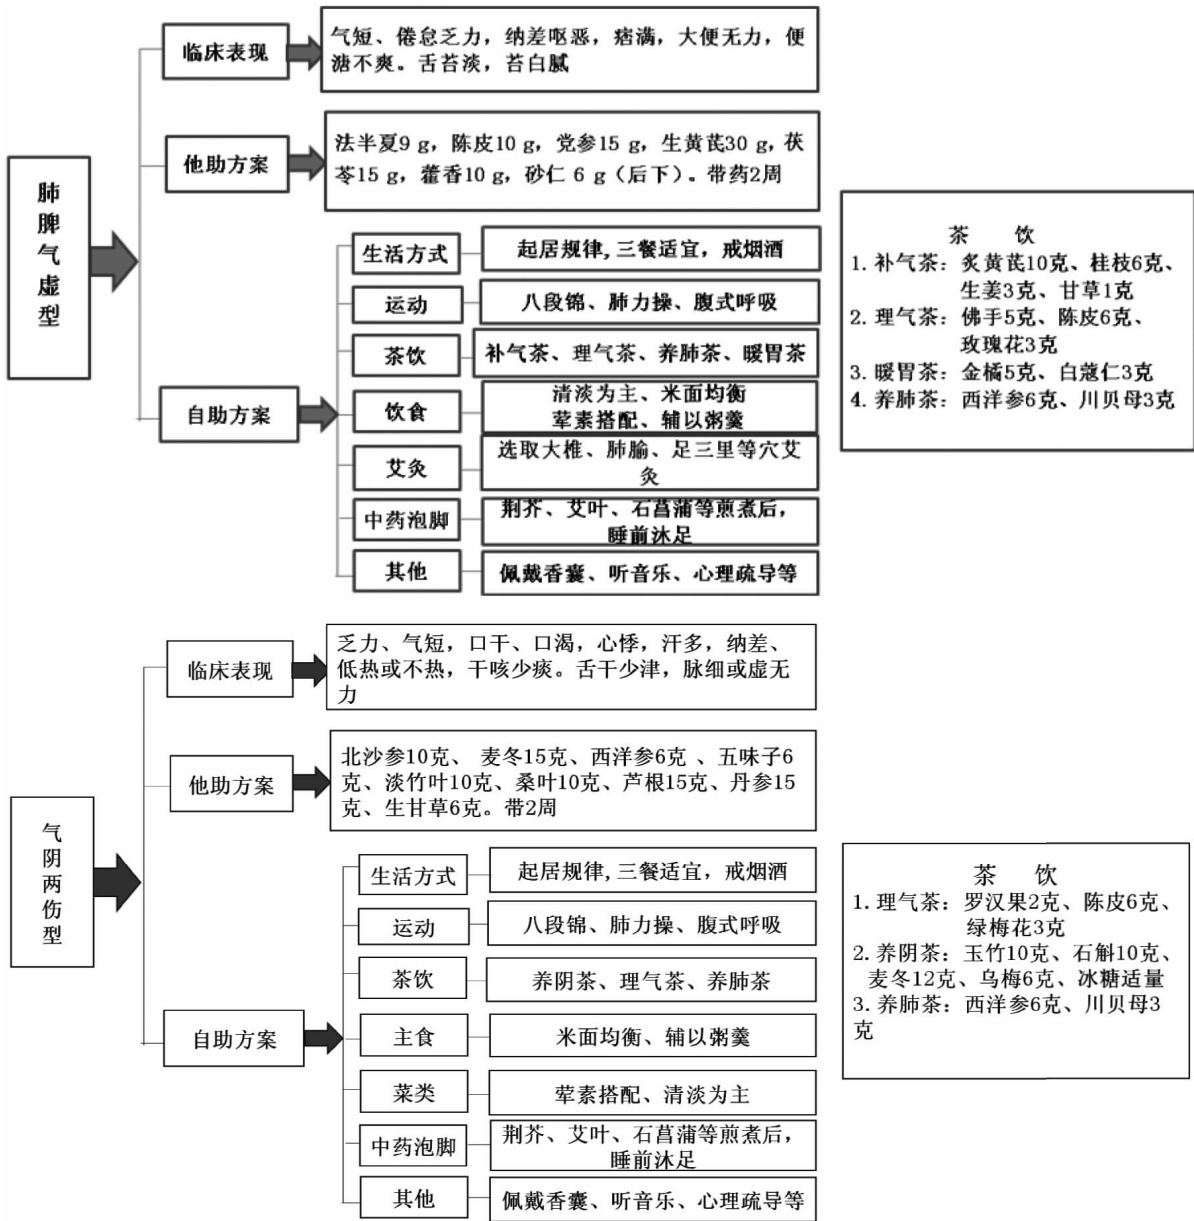 肺脾气虚型
临床表现
气短、倦怠乏力，纳差呕恶，痞满，大便无力，便
溏不爽。舌苔淡，苔白腻
他助方案
法半夏9 g，陈皮10 g，党参15 g，生黄芪30 g，茯
苓15 g，藿香10 g，砂仁 6 g（后下）。带药2周
自助方案
生活方式
起居规律,三餐适宜，戒烟酒
运动
八段锦、肺力操、腹式呼吸
茶饮
补气茶、理气茶、养肺茶、暖胃茶
饮食
清淡为主、米面均衡
荤素搭配、辅以粥羹
艾灸
选取大椎、肺腧、足三里等穴艾
灸
中药泡脚
荆芥、艾叶、石菖蒲等煎煮后，
睡前沐足
其他
佩戴香囊、听音乐、心理疏导等
茶 饮
1. 补气茶：炙黄芪10克、桂枝6克、
生姜3克、甘草1克
2. 理气茶：佛手5克、陈皮6克、
玫瑰花3克
3. 暖胃茶：金橘5克、白蔻仁3克
4. 养肺茶：西洋参6克、川贝母3克
气阴两伤型
临床表现
乏力、气短，口干、口渴，心悸，汗多，纳差、
低热或不热，干咳少痰。舌干少津，脉细或虚无
力
他助方案
北沙参10克、 麦冬15克、西洋参6克 、五味子6
克、淡竹叶10克、桑叶10克、芦根15克、丹参15
克、生甘草6克。带2周
自助方案
生活方式
起居规律,三餐适宜，戒烟酒
运动
八段锦、肺力操、腹式呼吸
茶饮
养阴茶、理气茶、养肺茶
主食
米面均衡、辅以粥羹
菜类
荤素搭配、清淡为主
中药泡脚
荆芥、艾叶、石菖蒲等煎煮后，
睡前沐足
其他
佩戴香囊、听音乐、心理疏导等
茶 饮
1. 理气茶：罗汉果2克、陈皮6克、
绿梅花3克
2. 养阴茶：玉竹10克、石斛10克、
麦冬12克、乌梅6克、冰糖适量
3. 养肺茶：西洋参6克、川贝母3
克